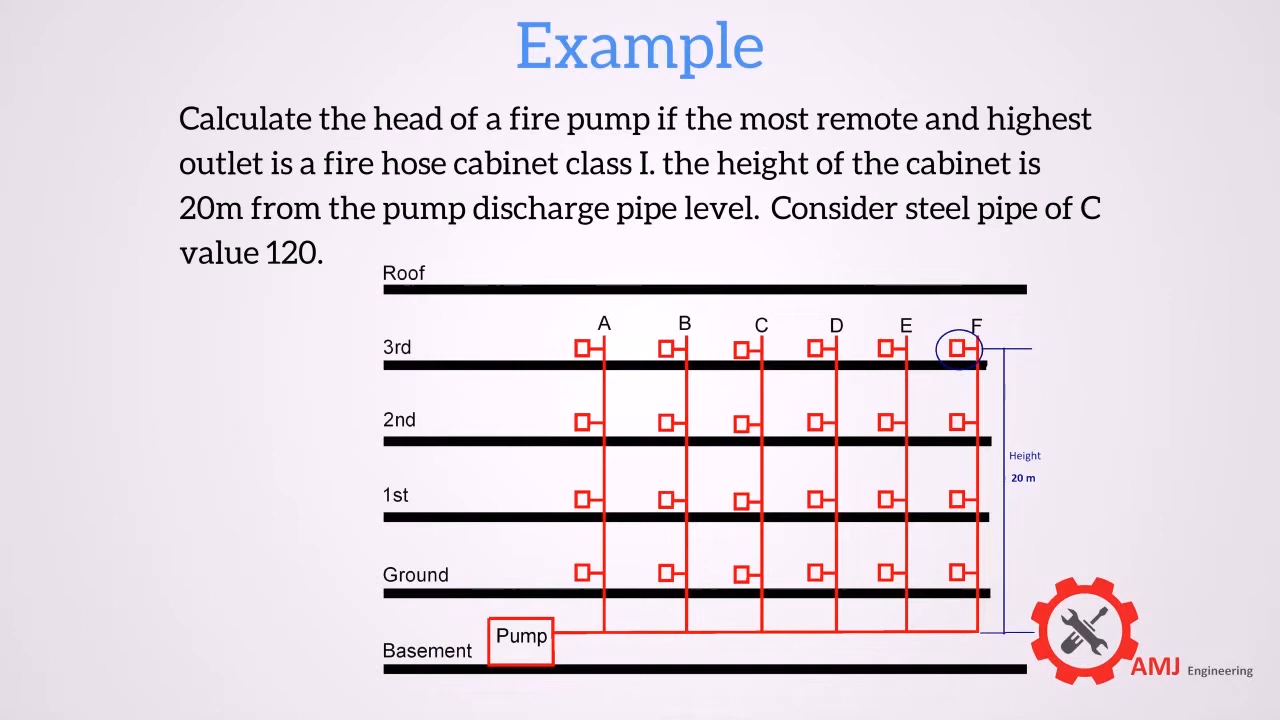 Example
Calculate the head of a fire pump if the most remote and highest
outlet is a fire hose cabinet class I. the height of the cabinet is
20m from the pump discharge pipe level. Consider steel pipe of C
value 120.
Roof
A B C D E F
3rd
2nd
Height
20 m
1st
Ground
Pump
Basement
AMJ Engineering